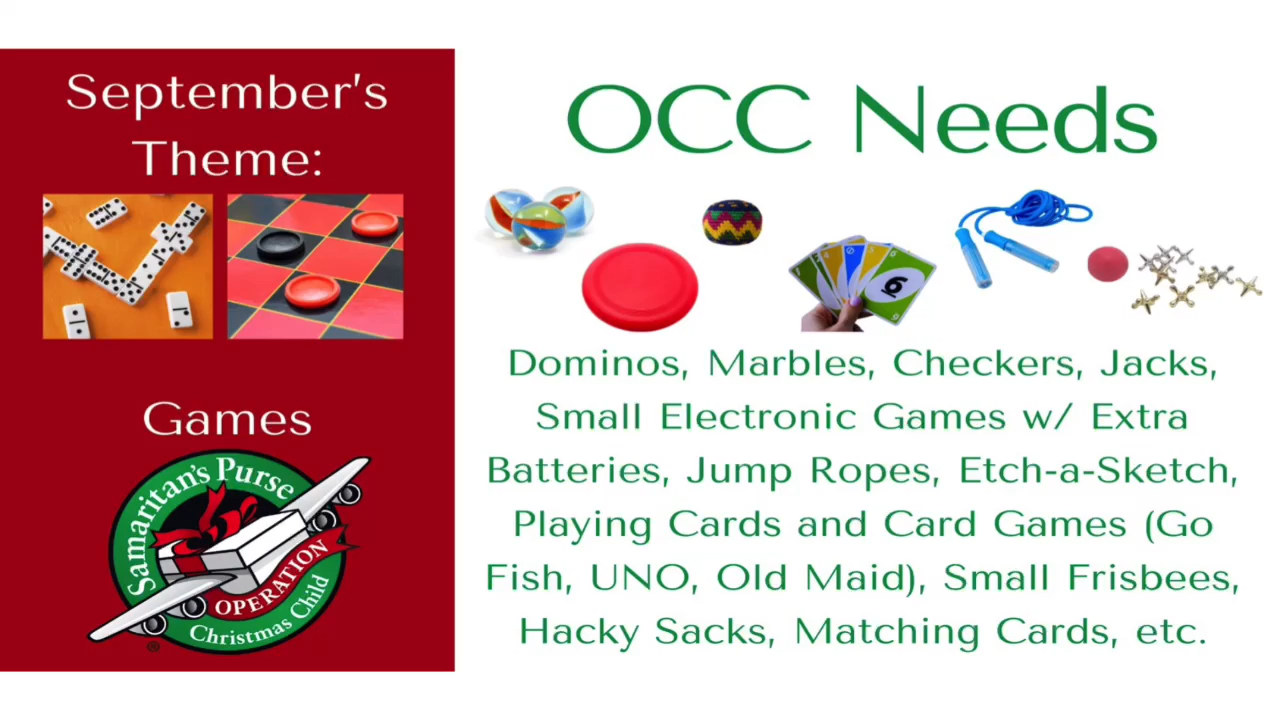 September's
Theme:
Games
Samaritan's Purse
OPERATION
Christmas Child
®
OCC Needs
6
Dominos, Marbles, Checkers, Jacks,
Small Electronic Games w/ Extra
Batteries, Jump Ropes, Etch-a-Sketch,
Playing Cards and Card Games (Go
Fish, UNO, Old Maid), Small Frisbees,
Hacky Sacks, Matching Cards, etc.